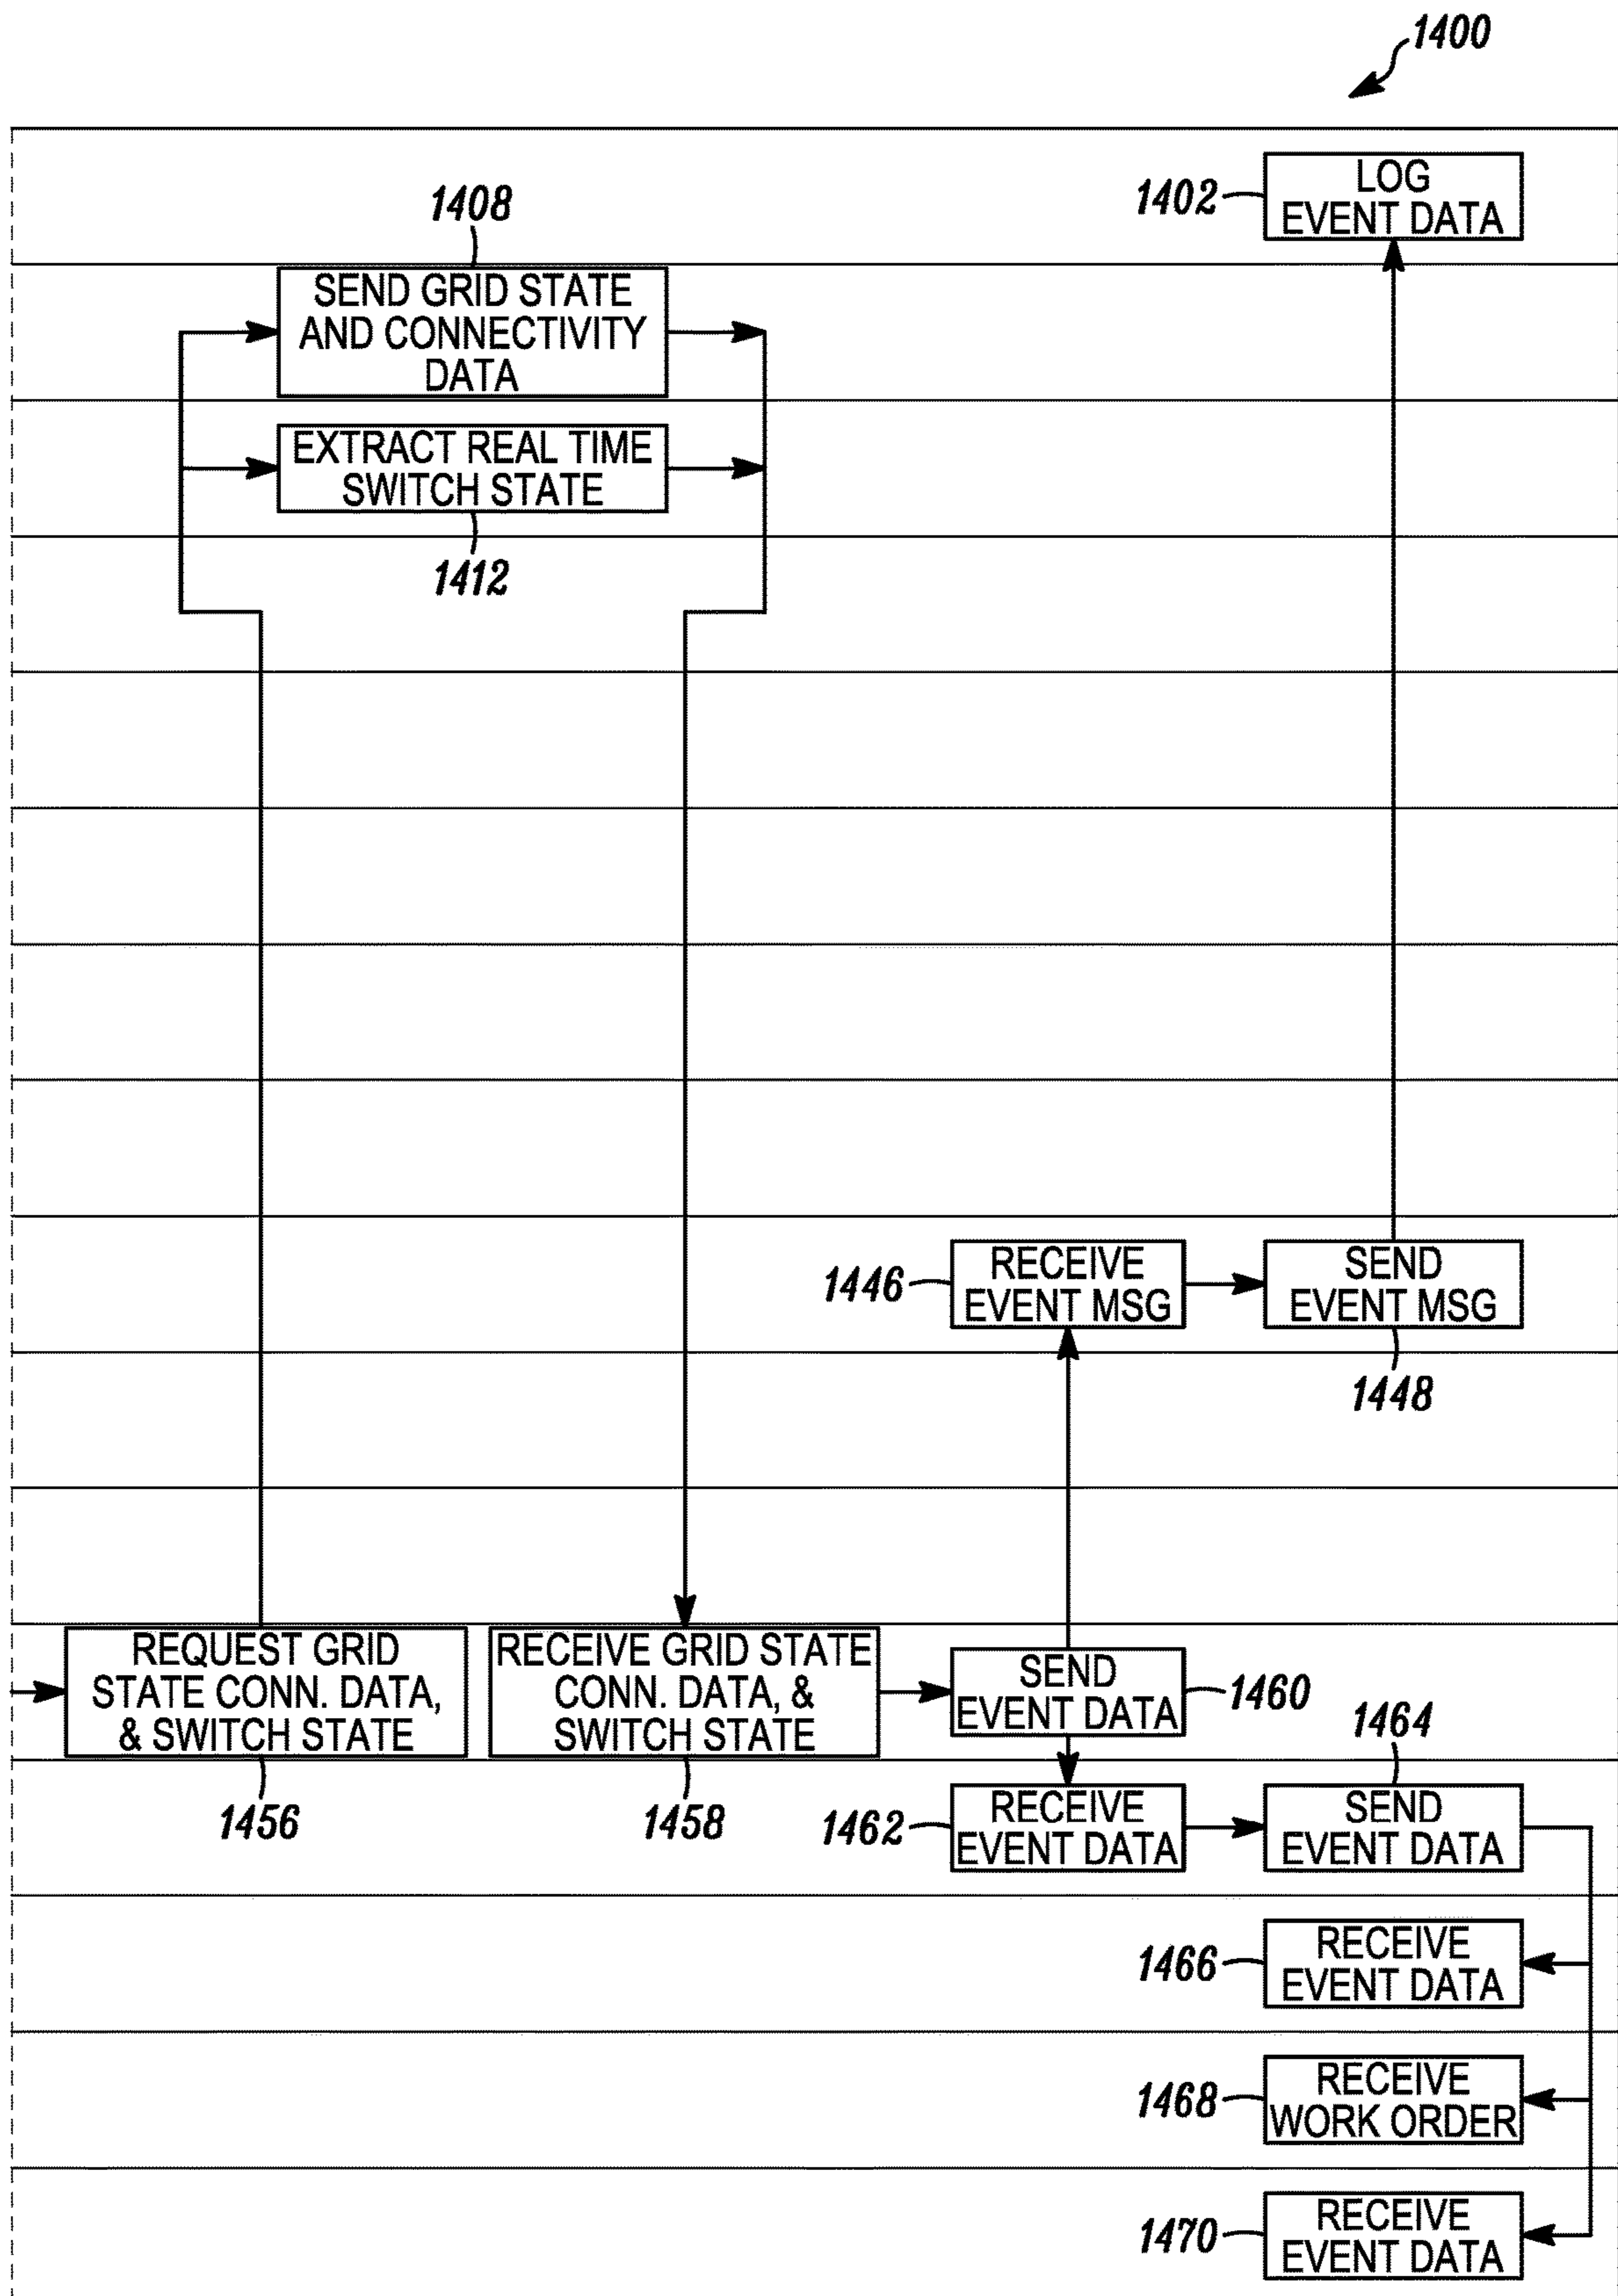 1400
1402
LOG
EVENT DATA
1408
SEND GRID STATE
AND CONNECTIVITY
DATA
EXTRACT REAL TIME
SWITCH STATE
1412
1446
RECEIVE
EVENT MSG
SEND
EVENT MSG
1448
REQUEST GRID
STATE CONN. DATA,
& SWITCH STATE
1456
RECEIVE GRID STATE
CONN. DATA, &
SWITCH STATE
1458
SEND
EVENT DATA
1460
1462
RECEIVE
EVENT DATA
1464
SEND
EVENT DATA
1466
RECEIVE
EVENT DATA
1468
RECEIVE
WORK ORDER
1470
RECEIVE
EVENT DATA